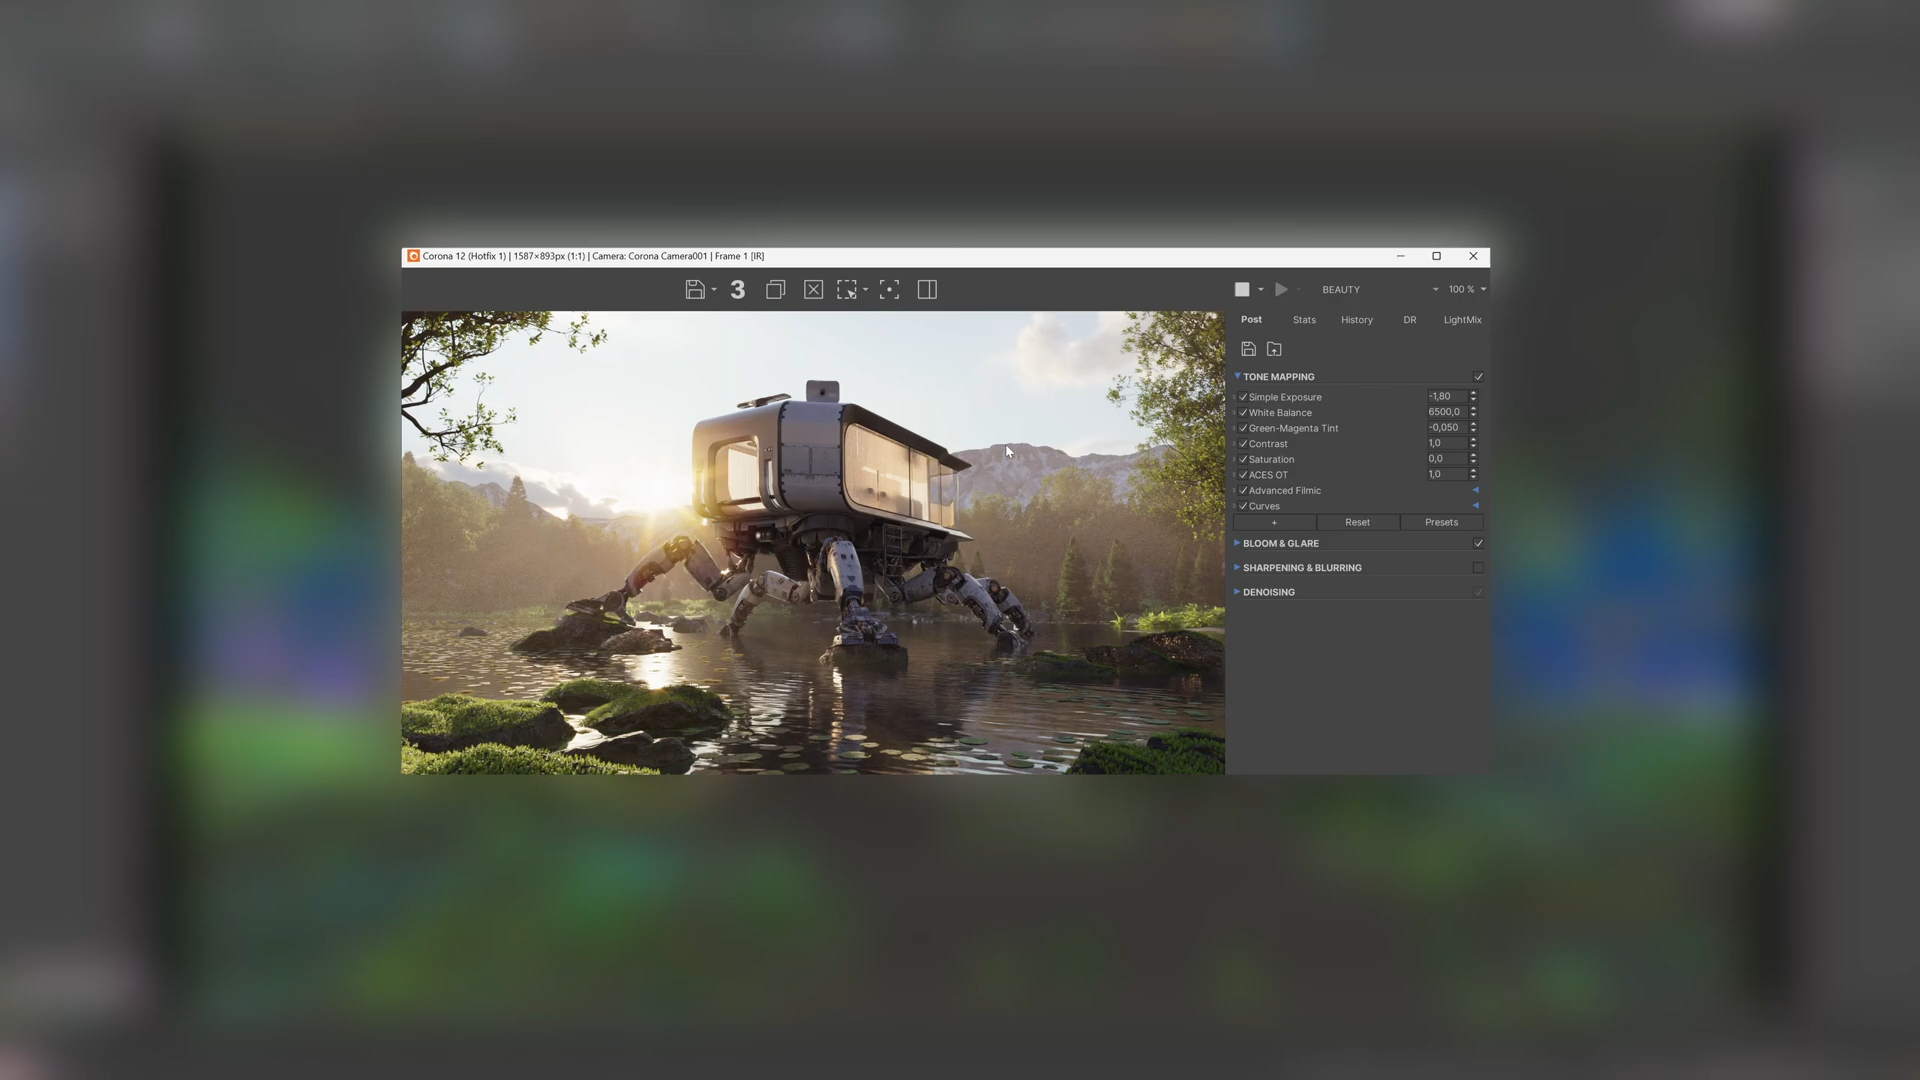 Corona 12 (Hotfix 1) | 1587×893px (1:1) | Camera: Corona Camera001 | Frame 1 [IR]
3
BEAUTY
100 %
Post
Stats
History
DR
LightMix
TONE MAPPING
Simple Exposure
-1,80
White Balance
6500,0
Green-Magenta Tint
-0,050
Contrast
1,0
Saturation
0,0
ACES OT
1,0
Advanced Filmic
Curves
+
Reset
Presets
BLOOM & GLARE
SHARPENING & BLURRING
DENOISING